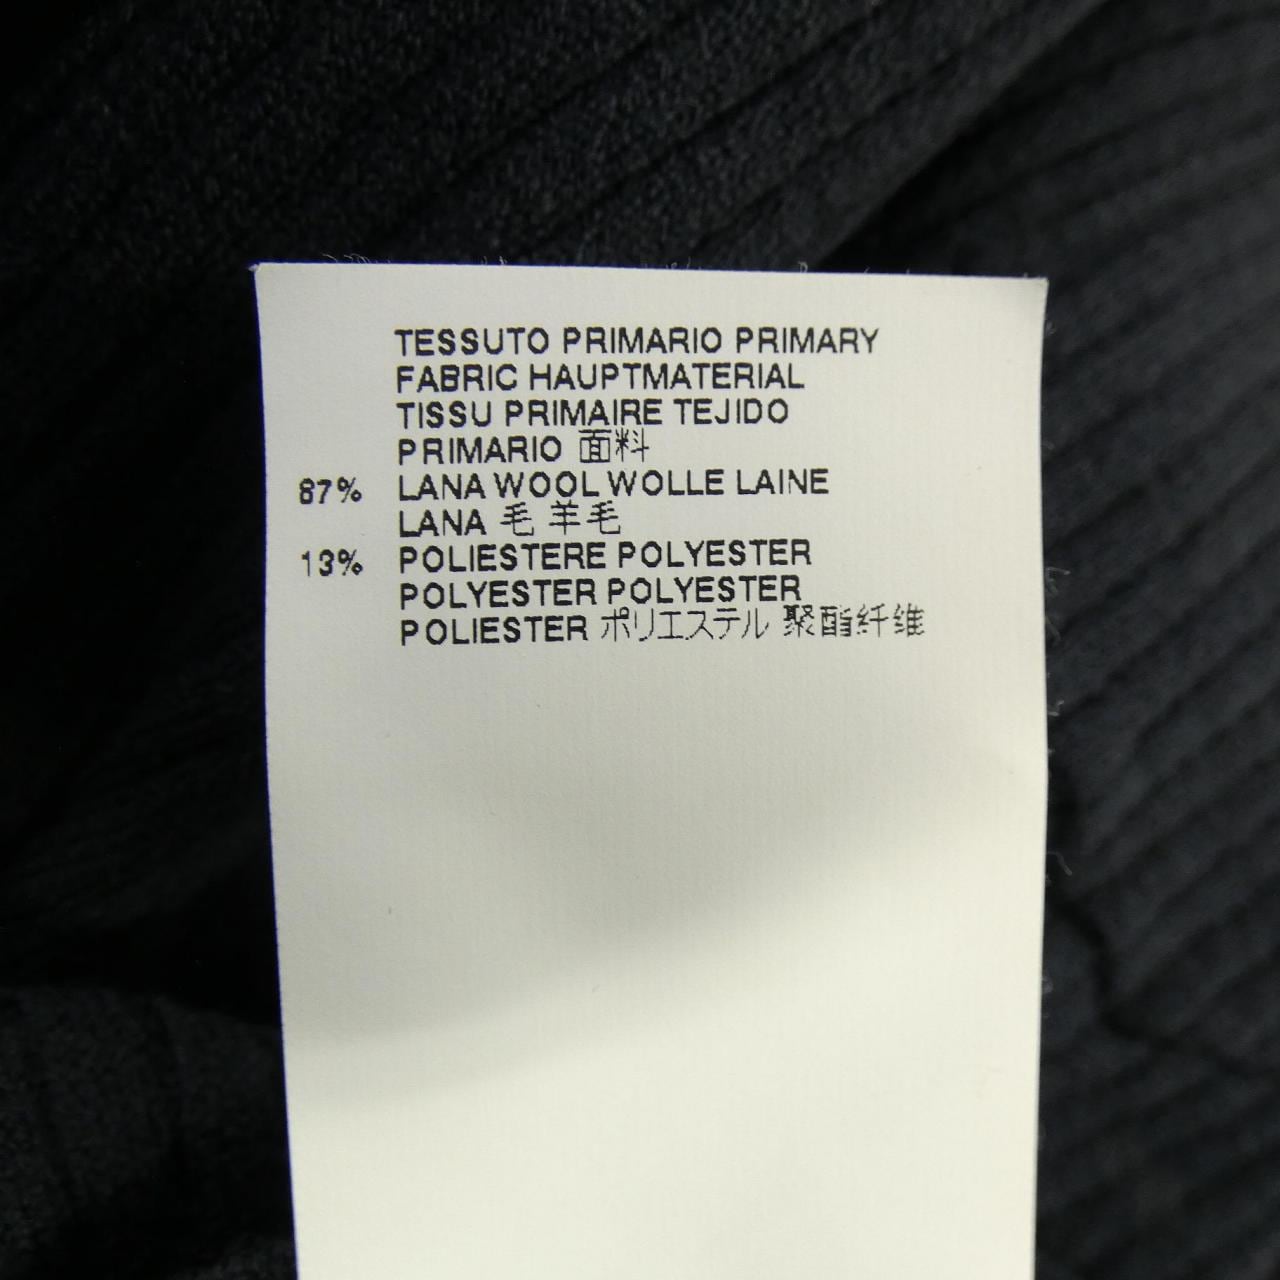 TESSUTO PRIMARIO PRIMARY
FABRIC HAUPTMATERIAL
TISSU PRIMAIRE TEJIDO
PRIMARIO 面料
87% LANA WOOL WOLLE LAINE
LANA 毛 羊毛
13% POLIESTERE POLYESTER
POLYESTER POLYESTER
POLIESTER ポリエステル 聚酯纤维